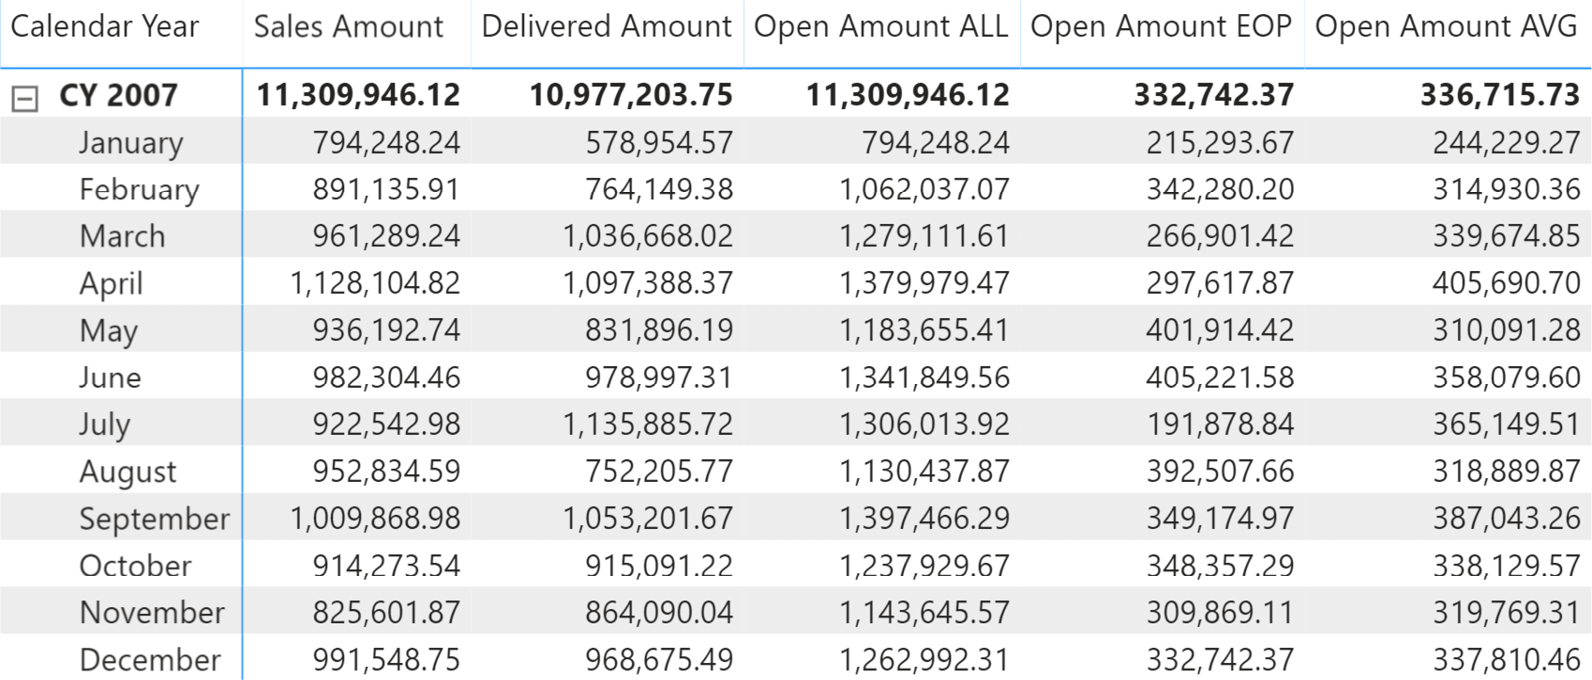 Calendar Year Sales Amount Delivered Amount Open Amount ALL Open Amount EOP Open Amount AVG
CY 2007 11,309,946.12 10,977,203.75 11,309,946.12 332,742.37 336,715.73
January 794,248.24 578,954.57 794,248.24 215,293.67 244,229.27
February 891,135.91 764,149.38 1,062,037.07 342,280.20 314,930.36
March 961,289.24 1,036,668.02 1,279,111.61 266,901.42 339,674.85
April 1,128,104.82 1,097,388.37 1,379,979.47 297,617.87 405,690.70
May 936,192.74 831,896.19 1,183,655.41 401,914.42 310,091.28
June 982,304.46 978,997.31 1,341,849.56 405,221.58 358,079.60
July 922,542.98 1,135,885.72 1,306,013.92 191,878.84 365,149.51
August 952,834.59 752,205.77 1,130,437.87 392,507.66 318,889.87
September 1,009,868.98 1,053,201.67 1,397,466.29 349,174.97 387,043.26
October 914,273.54 915,091.22 1,237,929.67 348,357.29 338,129.57
November 825,601.87 864,090.04 1,143,645.57 309,869.11 319,769.31
December 991,548.75 968,675.49 1,262,992.31 332,742.37 337,810.46